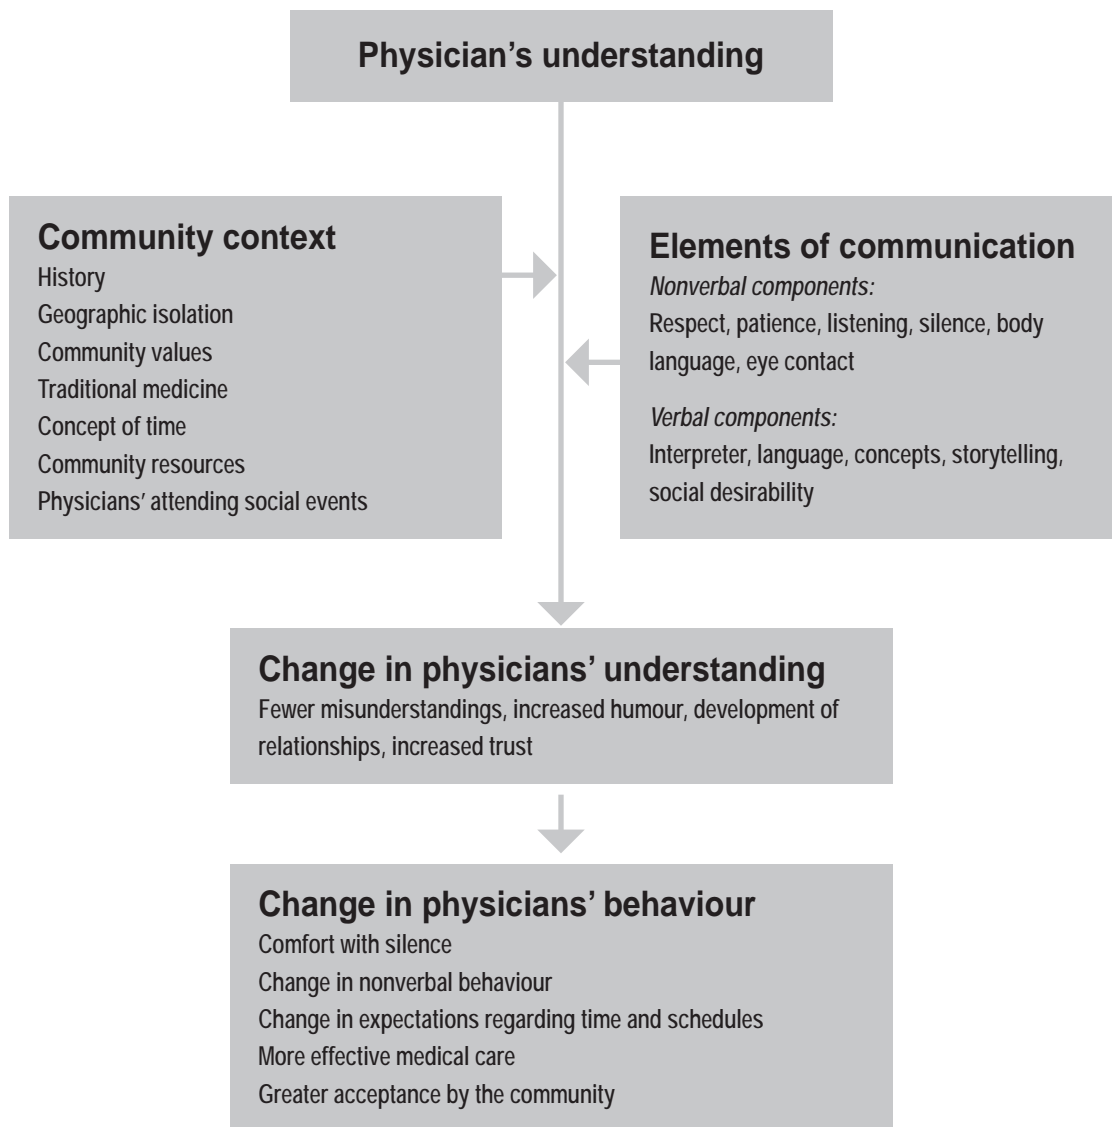 Physician’s understanding
Community context
History
Geographic isolation
Community values
Traditional medicine
Concept of time
Community resources
Physicians’ attending social events
Elements of communication
Nonverbal components:
Respect, patience, listening, silence, body
language, eye contact
Verbal components:
Interpreter, language, concepts, storytelling,
social desirability
Change in physicians’ understanding
Fewer misunderstandings, increased humour, development of
relationships, increased trust
Change in physicians’ behaviour
Comfort with silence
Change in nonverbal behaviour
Change in expectations regarding time and schedules
More effective medical care
Greater acceptance by the community